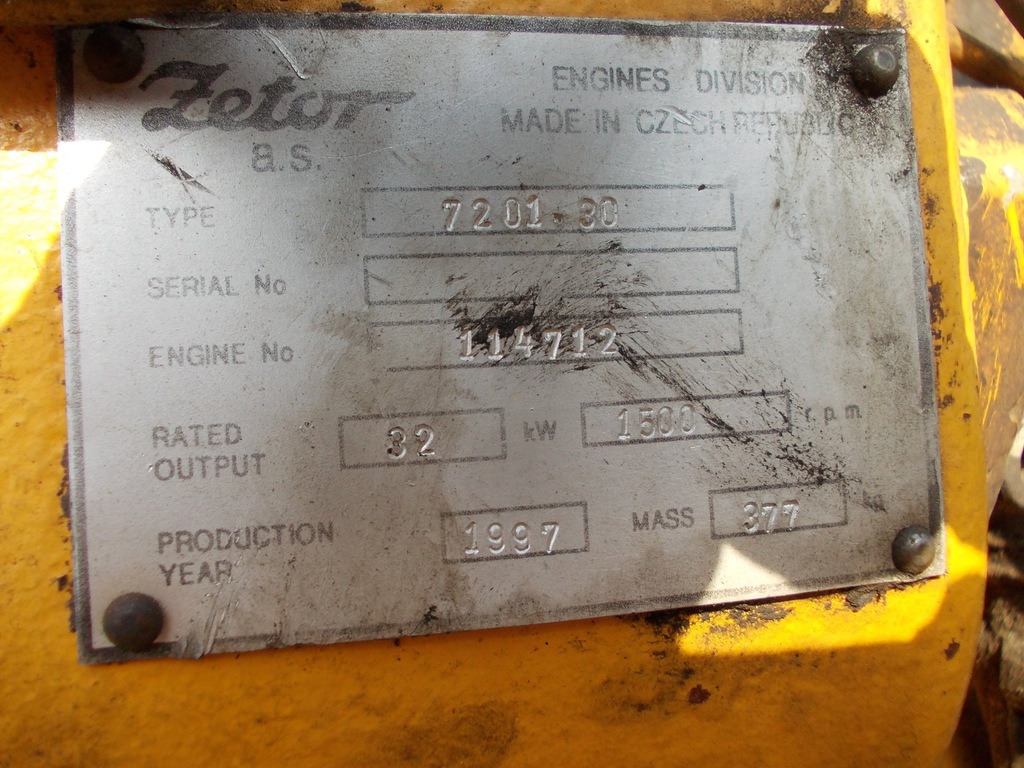 Zetor
a.s.
ENGINES DIVISION
MADE IN CZECH REPUBLIC
TYPE 7201.30
SERIAL No
ENGINE No 114712
RATED OUTPUT 32 kW 1500 r.p.m
PRODUCTION YEAR 1997 MASS 377 kg